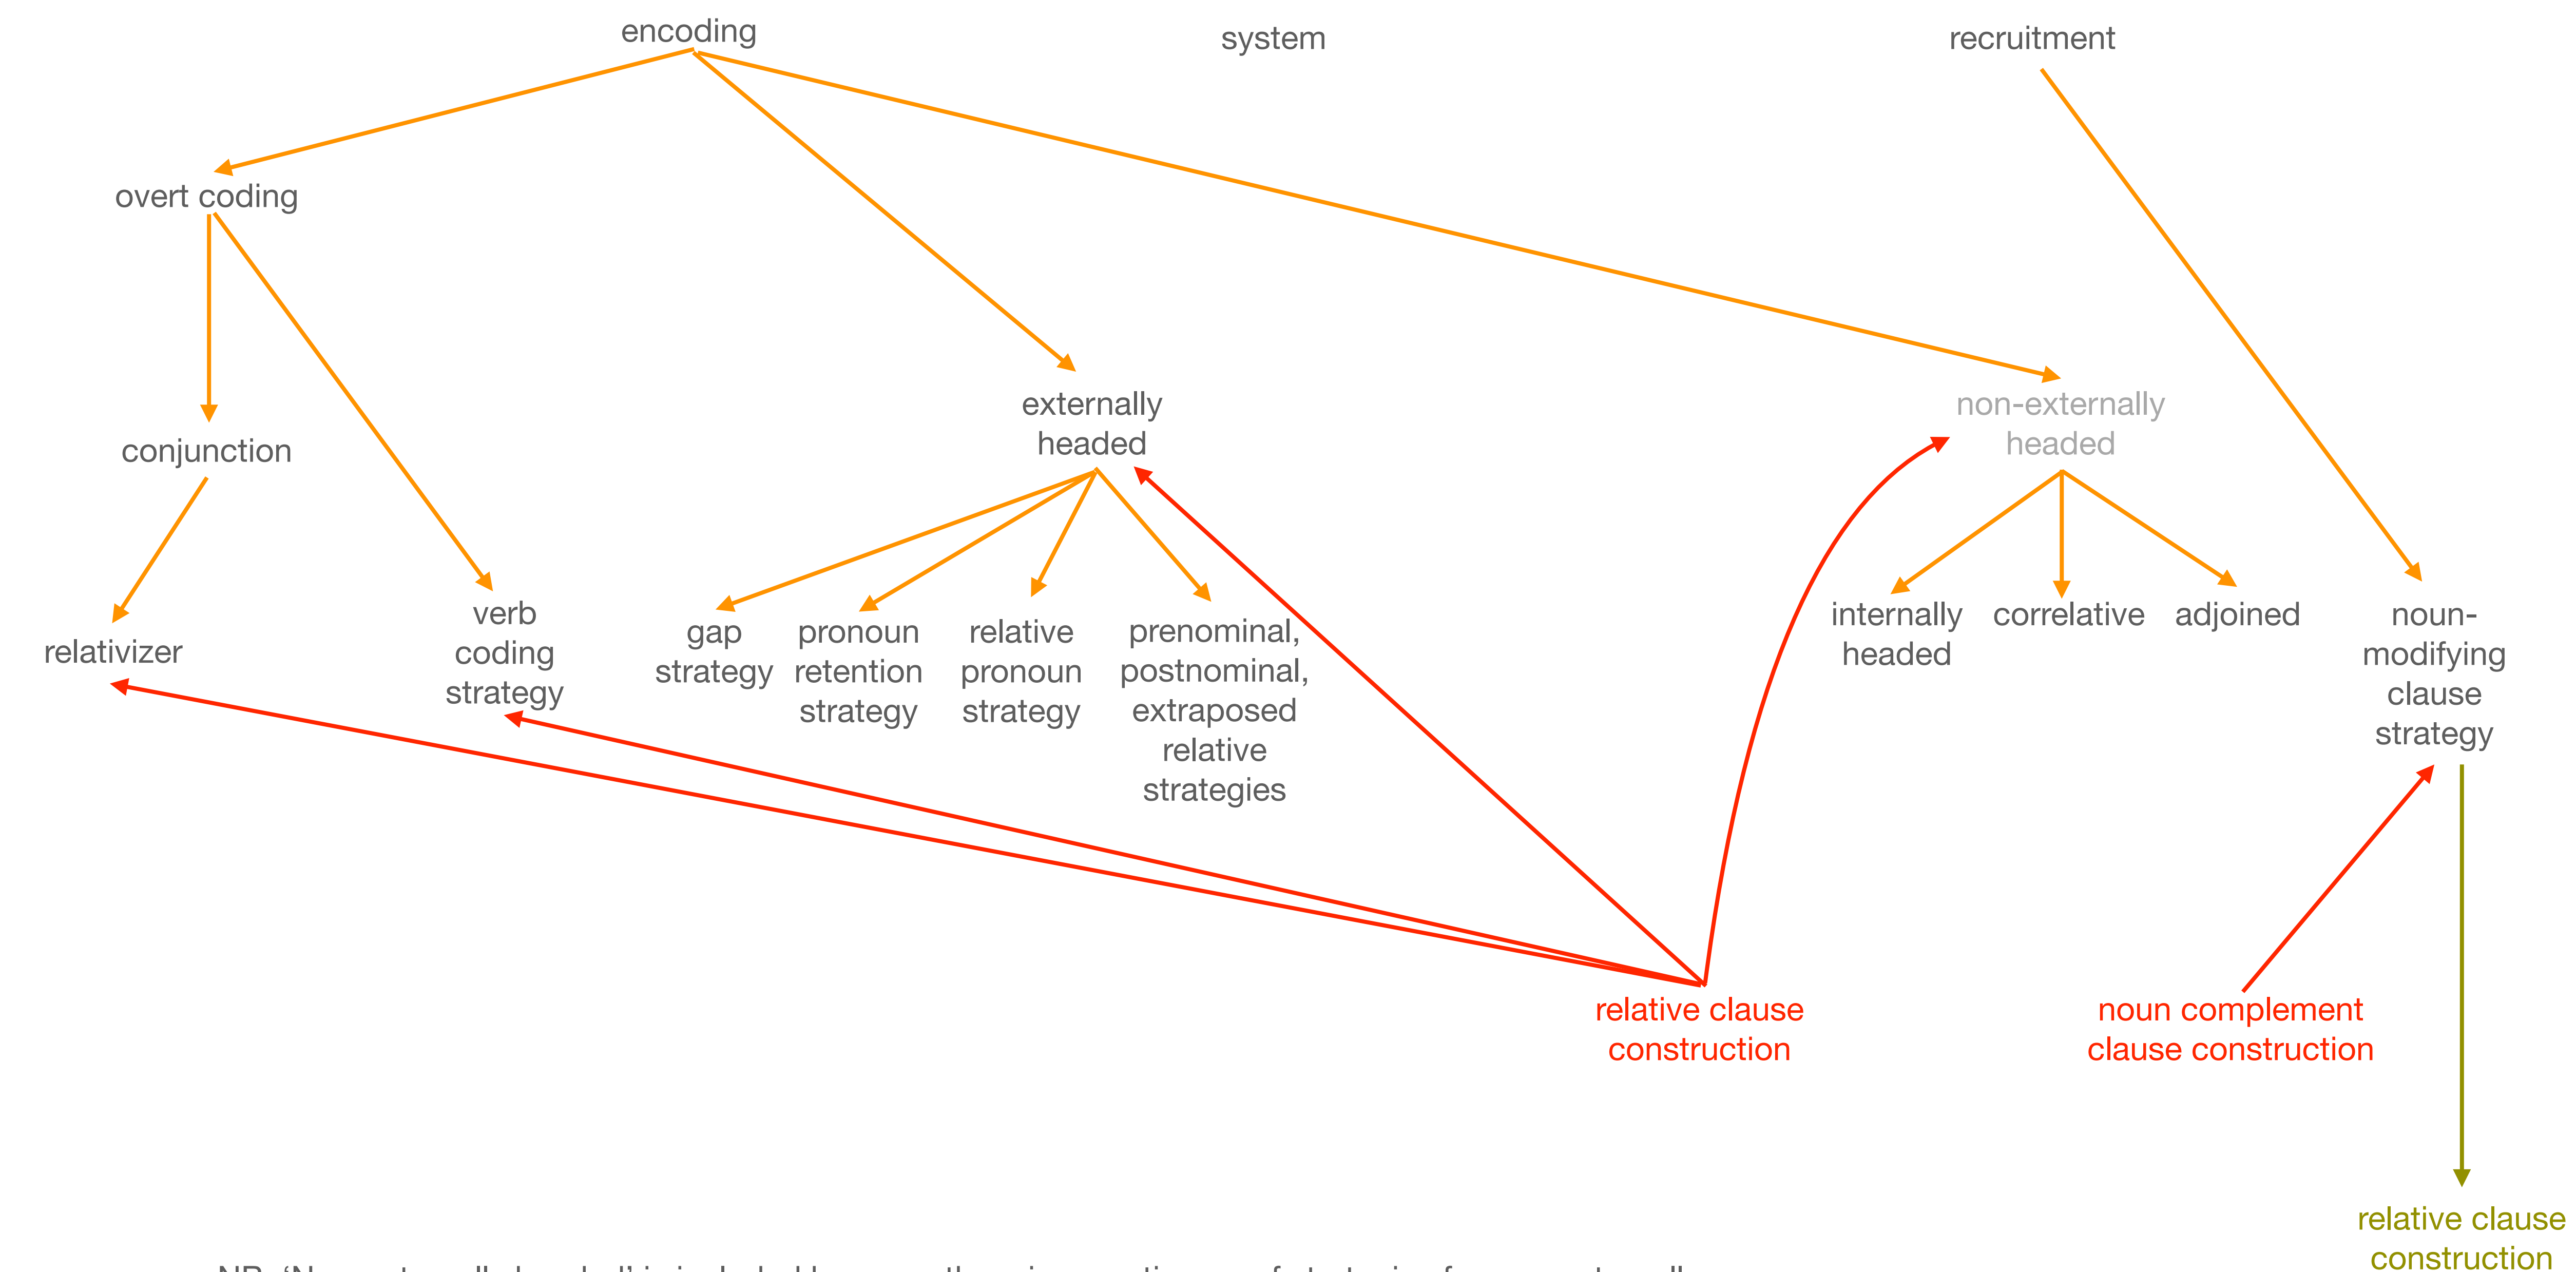 encoding
system
recruitment
overt coding
conjunction
externally
headed
non-externally
headed
relativizer
verb
coding
strategy
gap
strategy
pronoun
retention
strategy
relative
pronoun
strategy
prenominal,
postnominal,
extraposed
relative
strategies
internally
headed
correlative
adjoined
noun-
modifying
clause
strategy
relative clause
construction
noun complement
clause construction
relative clause
construction